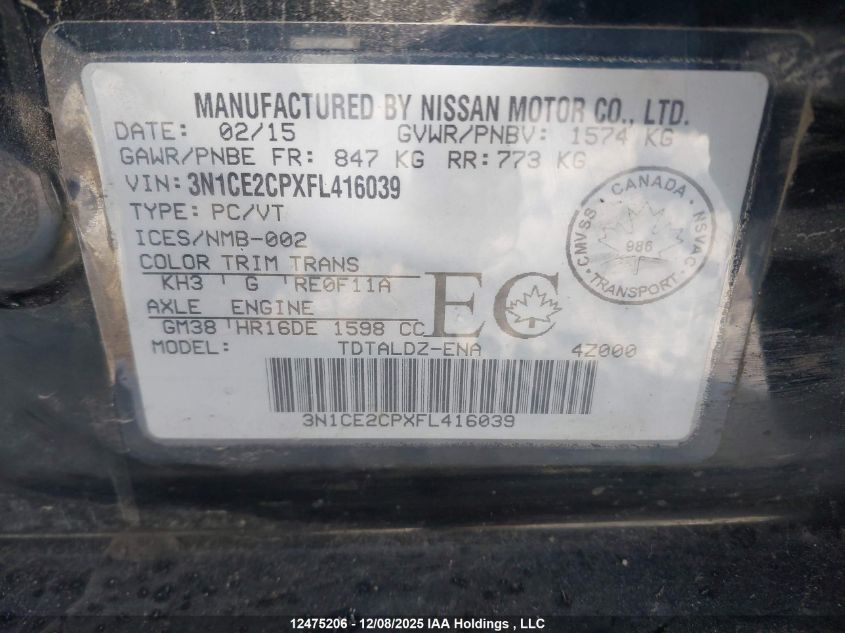 MANUFACTURED BY NISSAN MOTOR CO., LTD.
DATE: 02/15 GVWR/PNBV: 1574 KG
GAWR/PNBE FR: 847 KG RR: 773 KG
VIN: 3N1CE2CPXFL416039
TYPE: PC/VT
ICES/NMB-002
COLOR TRIM TRANS
KH3 G RE0F11A
AXLE ENGINE
GM38 HR16DE 1598 CC
EC
CANADA
CMVSS NSVAC
986
TRANSPORT
MODEL: TDTALDZ-ENA 4Z000
3N1CE2CPXFL416039
12475206 - 12/08/2025 IAA Holdings, LLC Copyright